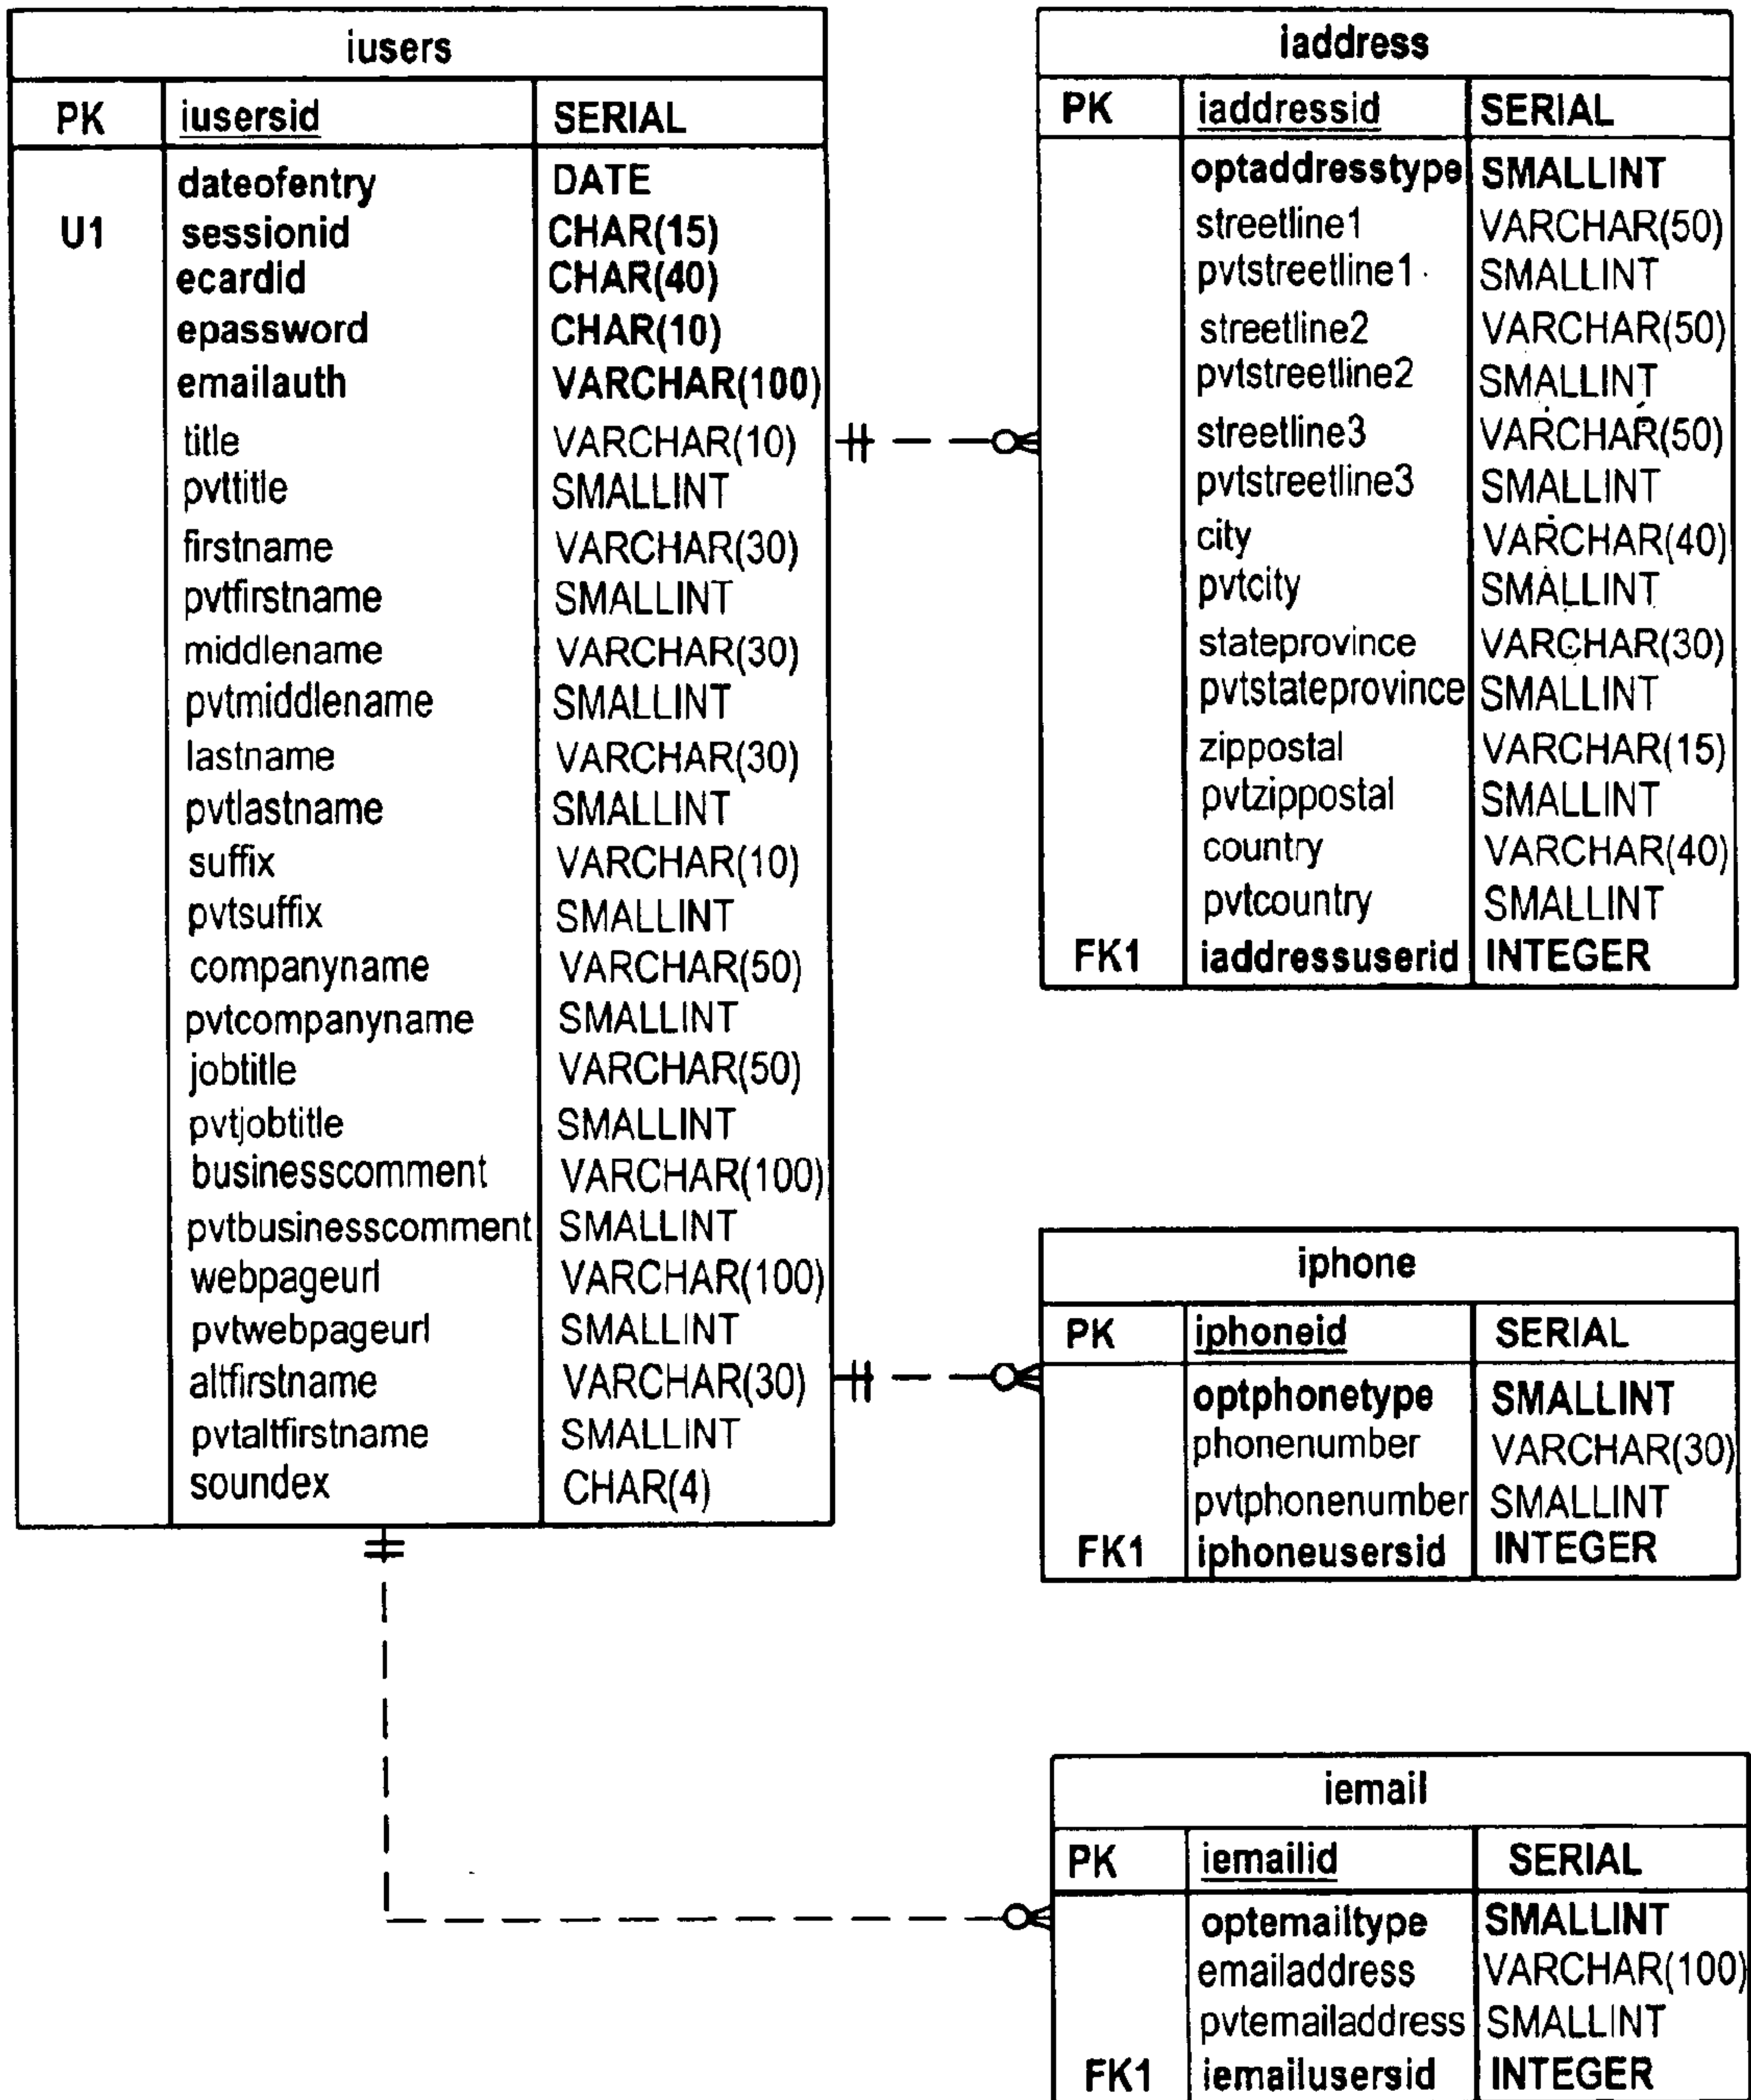 iusers
PK iusersid SERIAL
dateofentry DATE
U1 sessionid CHAR(15)
ecardid CHAR(40)
epassword CHAR(10)
emailauth VARCHAR(100)
title VARCHAR(10)
pvttitle SMALLINT
firstname VARCHAR(30)
pvtfirstname SMALLINT
middlename VARCHAR(30)
pvtmiddlename SMALLINT
lastname VARCHAR(30)
pvtlastname SMALLINT
suffix VARCHAR(10)
pvtsuffix SMALLINT
companyname VARCHAR(50)
pvtcompanyname SMALLINT
jobtitle VARCHAR(50)
pvtjobtitle SMALLINT
businesscomment VARCHAR(100)
pvtbusinesscomment SMALLINT
webpageurl VARCHAR(100)
pvtwebpageurl SMALLINT
altfirstname VARCHAR(30)
pvtaltfirstname SMALLINT
soundex CHAR(4)
iaddress
PK iaddressid SERIAL
optaddresstype SMALLINT
streetline1 VARCHAR(50)
pvtstreetline1 SMALLINT
streetline2 VARCHAR(50)
pvtstreetline2 SMALLINT
streetline3 VARCHAR(50)
pvtstreetline3 SMALLINT
city VARCHAR(40)
pvtcity SMALLINT
stateprovince VARCHAR(30)
pvtstateprovince SMALLINT
zippostal VARCHAR(15)
pvtzippostal SMALLINT
country VARCHAR(40)
pvtcountry SMALLINT
FK1 iaddressuserid INTEGER
iphone
PK iphoneid SERIAL
optphonetype SMALLINT
phonenumber VARCHAR(30)
pvtphonenumber SMALLINT
FK1 iphoneusersid INTEGER
iemail
PK iemailid SERIAL
optemailtype SMALLINT
emailaddress VARCHAR(100)
pvtemailaddress SMALLINT
FK1 iemailusersid INTEGER